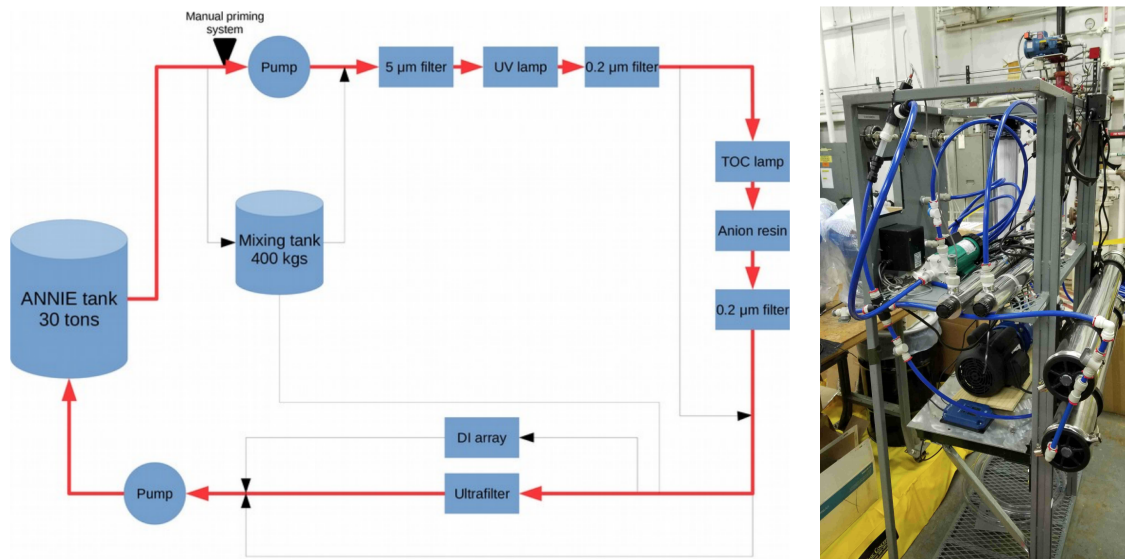 Manual priming
system
Pump
5 µm filter
UV lamp
0.2 µm filter
TOC lamp
Anion resin
0.2 µm filter
Mixing tank
400 kgs
ANNIE tank
30 tons
DI array
Ultrafilter
Pump